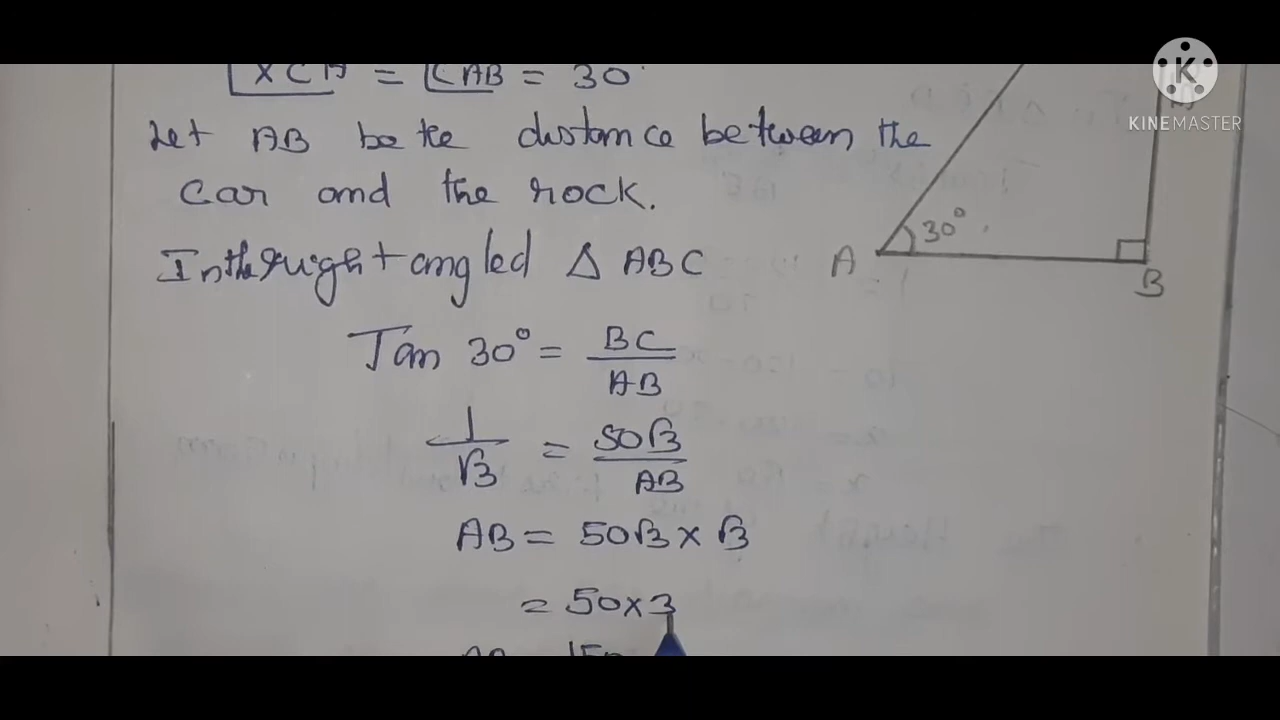 ∠XCA = ∠CAB = 30°
Let AB be the distance between the
car and the rock.
In the right angled Δ ABC
Tan 30° = BC/AB
1/√3 = 50√3/AB
AB = 50√3 × √3
= 50×3
30°
A
B
KINEMASTER